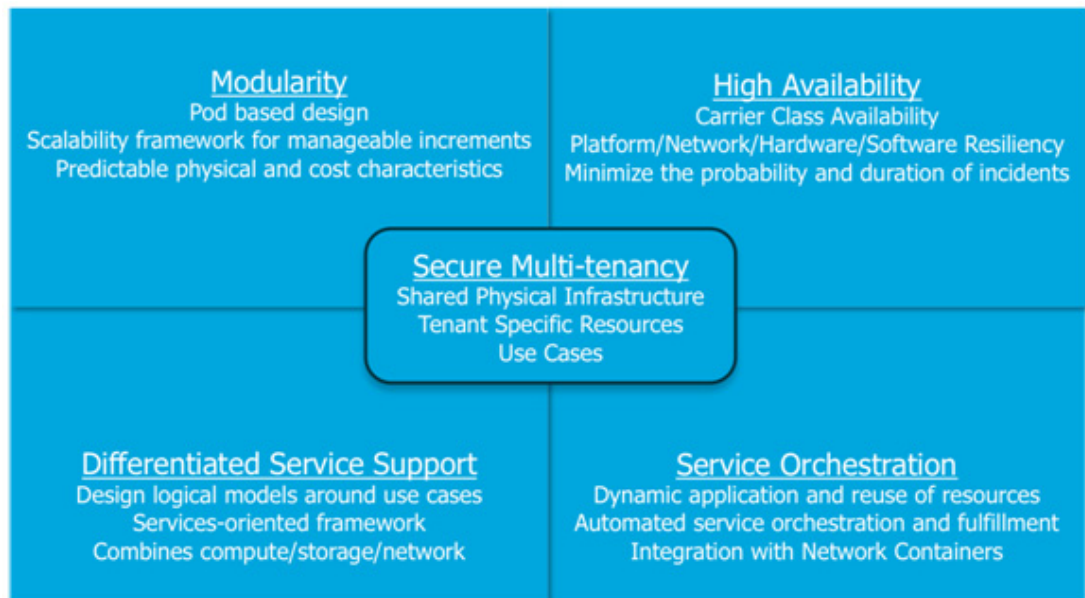 Modularity
Pod based design
Scalability framework for manageable increments
Predictable physical and cost characteristics
High Availability
Carrier Class Availability
Platform/Network/Hardware/Software Resiliency
Minimize the probability and duration of incidents
Secure Multi-tenancy
Shared Physical Infrastructure
Tenant Specific Resources
Use Cases
Differentiated Service Support
Design logical models around use cases
Services-oriented framework
Combines compute/storage/network
Service Orchestration
Dynamic application and reuse of resources
Automated service orchestration and fulfillment
Integration with Network Containers